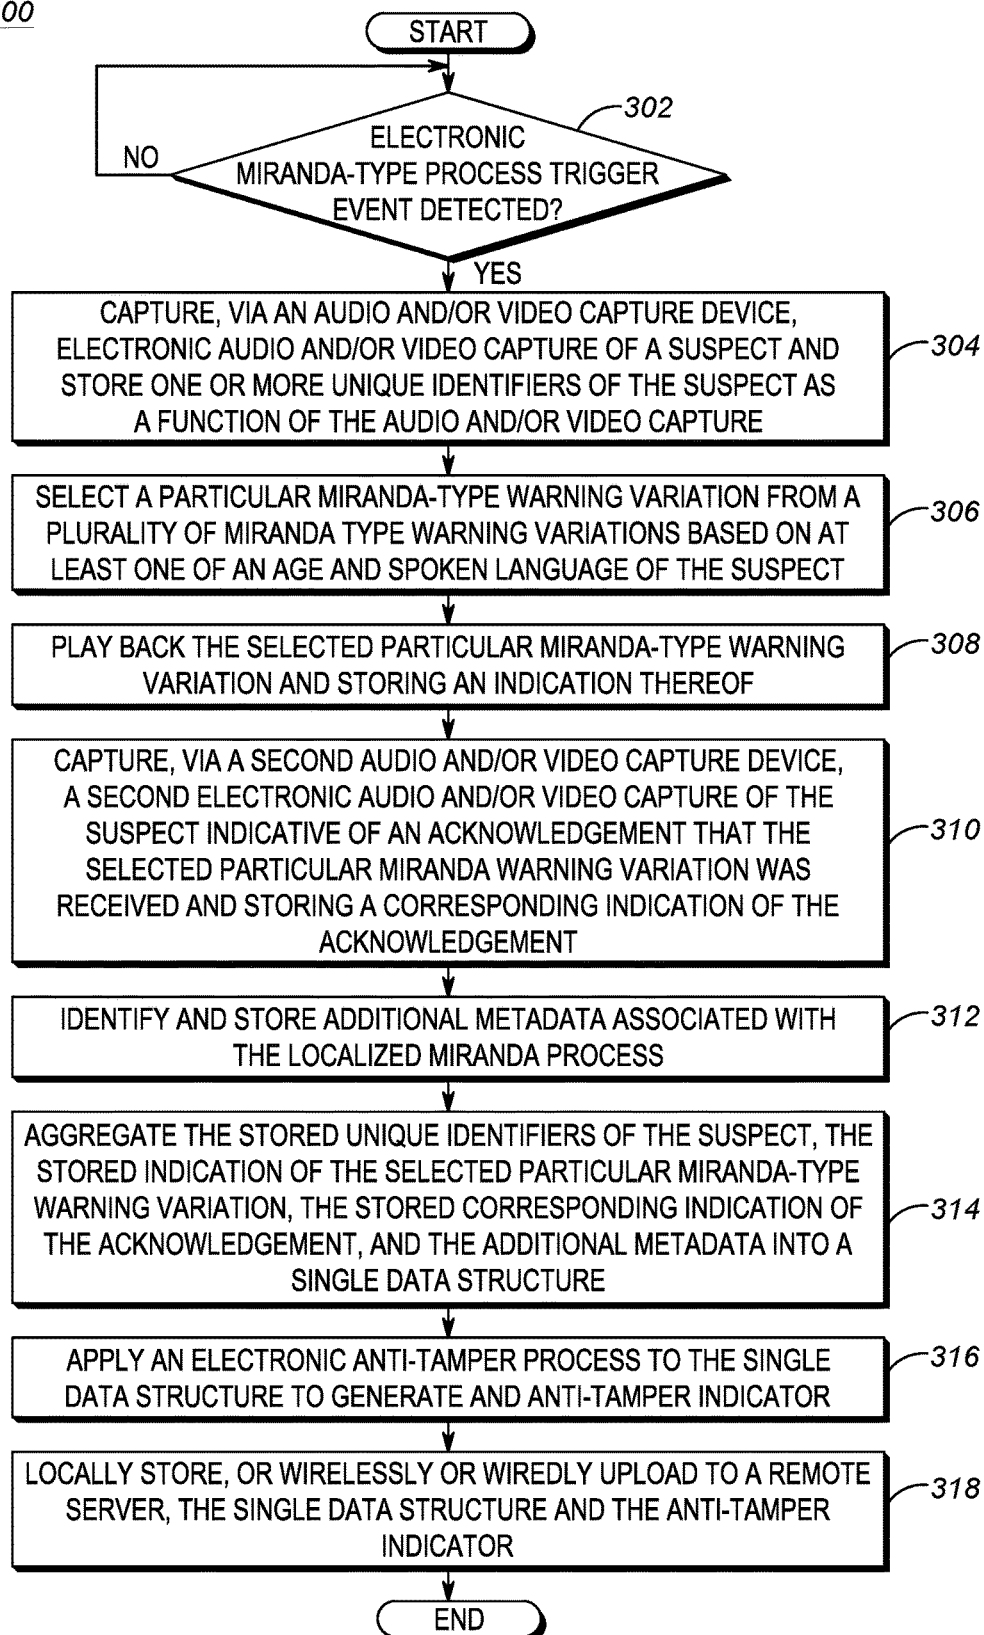 00
START
302
ELECTRONIC
MIRANDA-TYPE PROCESS TRIGGER
EVENT DETECTED?
NO
YES
CAPTURE, VIA AN AUDIO AND/OR VIDEO CAPTURE DEVICE,
ELECTRONIC AUDIO AND/OR VIDEO CAPTURE OF A SUSPECT AND
STORE ONE OR MORE UNIQUE IDENTIFIERS OF THE SUSPECT AS
A FUNCTION OF THE AUDIO AND/OR VIDEO CAPTURE
304
SELECT A PARTICULAR MIRANDA-TYPE WARNING VARIATION FROM A
PLURALITY OF MIRANDA TYPE WARNING VARIATIONS BASED ON AT
LEAST ONE OF AN AGE AND SPOKEN LANGUAGE OF THE SUSPECT
306
PLAY BACK THE SELECTED PARTICULAR MIRANDA-TYPE WARNING
VARIATION AND STORING AN INDICATION THEREOF
308
CAPTURE, VIA A SECOND AUDIO AND/OR VIDEO CAPTURE DEVICE,
A SECOND ELECTRONIC AUDIO AND/OR VIDEO CAPTURE OF THE
SUSPECT INDICATIVE OF AN ACKNOWLEDGEMENT THAT THE
SELECTED PARTICULAR MIRANDA WARNING VARIATION WAS
RECEIVED AND STORING A CORRESPONDING INDICATION OF THE
ACKNOWLEDGEMENT
310
IDENTIFY AND STORE ADDITIONAL METADATA ASSOCIATED WITH
THE LOCALIZED MIRANDA PROCESS
312
AGGREGATE THE STORED UNIQUE IDENTIFIERS OF THE SUSPECT, THE
STORED INDICATION OF THE SELECTED PARTICULAR MIRANDA-TYPE
WARNING VARIATION, THE STORED CORRESPONDING INDICATION OF
THE ACKNOWLEDGEMENT, AND THE ADDITIONAL METADATA INTO A
SINGLE DATA STRUCTURE
314
APPLY AN ELECTRONIC ANTI-TAMPER PROCESS TO THE SINGLE
DATA STRUCTURE TO GENERATE AND ANTI-TAMPER INDICATOR
316
LOCALLY STORE, OR WIRELESSLY OR WIREDLY UPLOAD TO A REMOTE
SERVER, THE SINGLE DATA STRUCTURE AND THE ANTI-TAMPER
INDICATOR
318
END